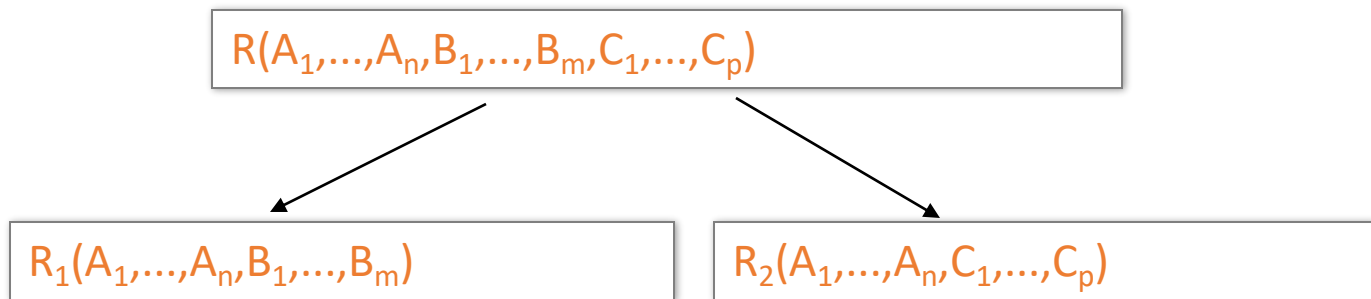 R(A₁,...,Aₙ,B₁,...,Bₘ,C₁,...,Cₚ)
R₁(A₁,...,Aₙ,B₁,...,Bₘ)
R₂(A₁,...,Aₙ,C₁,...,Cₚ)